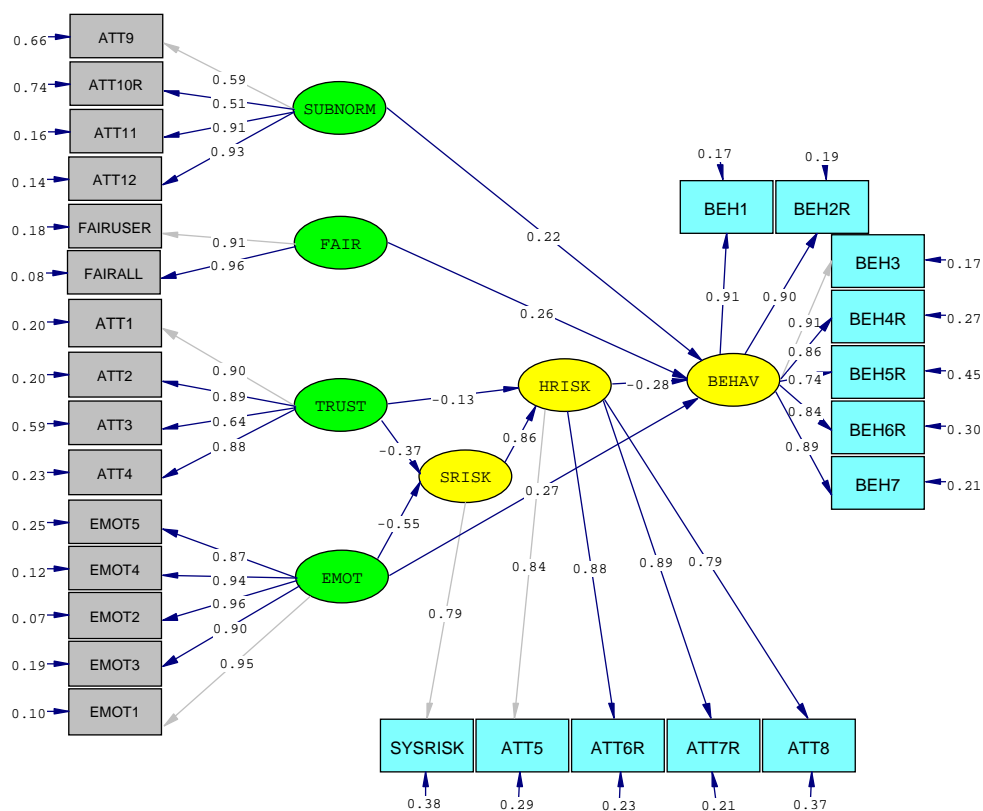 0.66
ATT9
0.59
0.74
ATT10R
0.51
SUBNORM
0.16
ATT11
0.91
0.14
ATT12
0.93
0.17
0.19
BEH1
BEH2R
0.18
FAIRUSER
0.91
FAIR
0.22
0.08
FAIRALL
0.96
BEH3
0.17
0.20
ATT1
0.91
0.90
0.26
0.91
BEH4R
0.27
0.20
ATT2
0.90
0.89
0.86
HRISK
-0.28
BEHAV
0.74
BEH5R
0.45
0.59
ATT3
0.64
TRUST
-0.13
0.84
BEH6R
0.30
0.23
ATT4
0.88
-0.37
0.86
0.89
SRISK
BEH7
0.21
0.27
0.25
EMOT5
-0.55
0.87
0.12
EMOT4
0.94
EMOT
0.84
0.88
0.89
0.79
0.07
EMOT2
0.96
0.79
0.90
0.19
EMOT3
0.95
0.10
EMOT1
SYSRISK
ATT5
ATT6R
ATT7R
ATT8
0.38
0.29
0.23
0.21
0.37